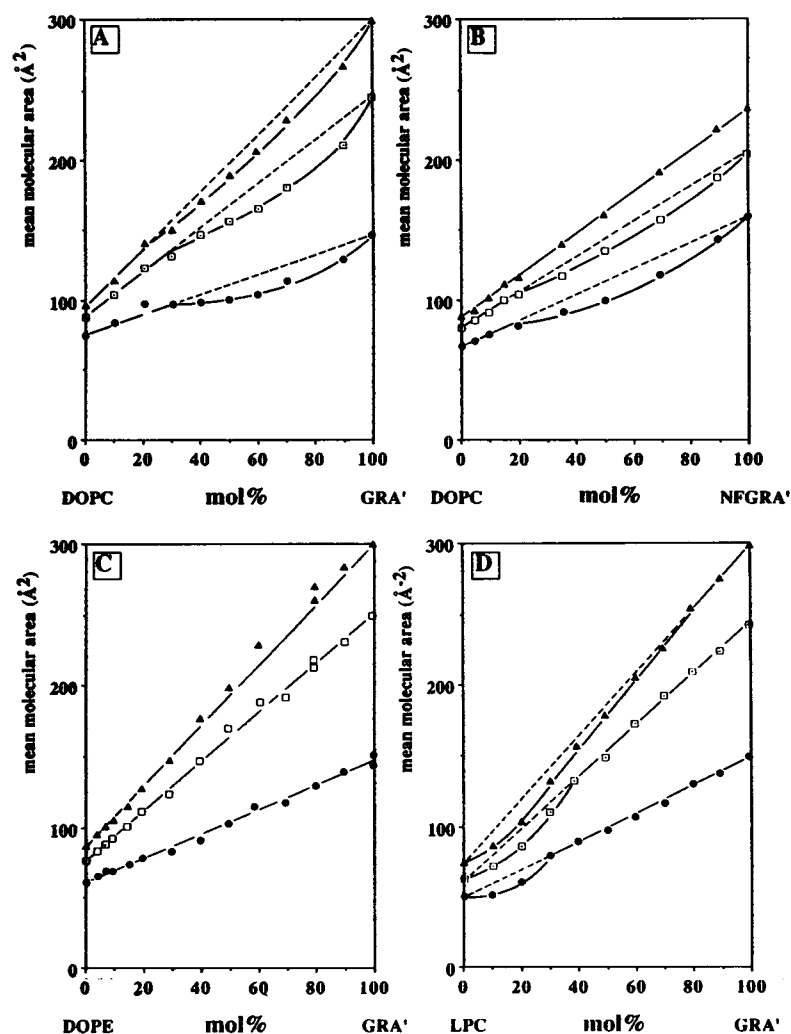 A
mean molecular area (Å²)
300
200
100
0
0 20 40 60 80 100
DOPC mol% GRA'
B
mean molecular area (Å²)
300
200
100
0
0 20 40 60 80 100
DOPC mol% NFGRA'
C
mean molecular area (Å²)
300
200
100
0
0 20 40 60 80 100
DOPE mol% GRA'
D
mean molecular area (Å-²)
300
200
100
0
0 20 40 60 80 100
LPC mol% GRA'